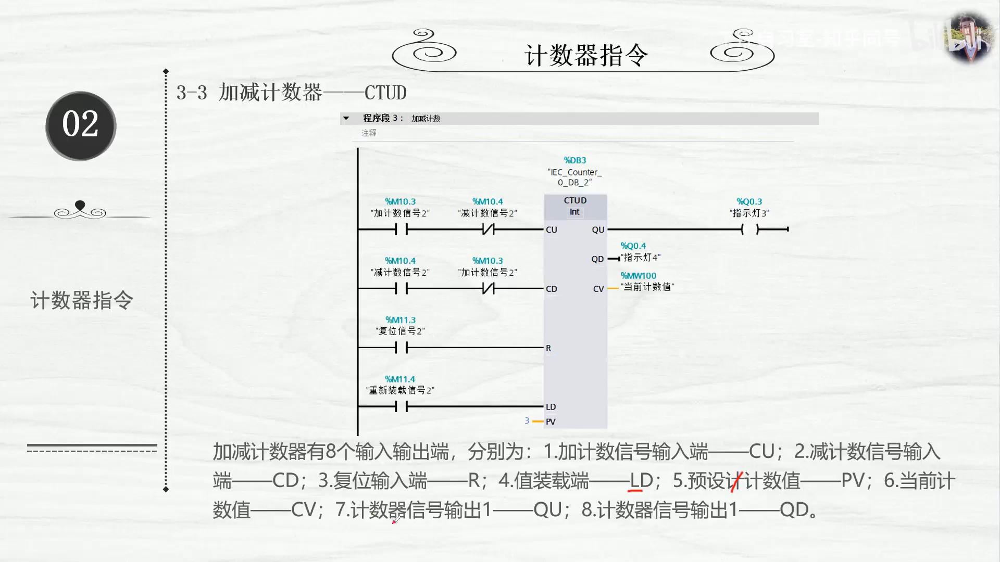 计数器指令
bilibili
3-3 加减计数器——CTUD
02
计数器指令
程序段 3： 加减计数
注释
%DB3
"IEC_Counter_
0_DB_2"
CTUD
Int
%M10.3
"加计数信号2"
%M10.4
"减计数信号2"
CU
QU
%Q0.3
"指示灯3"
%Q0.4
QD
"指示灯4"
%M10.4
"减计数信号2"
%M10.3
"加计数信号2"
CD
%MW100
CV
"当前计数值"
%M11.3
"复位信号2"
R
%M11.4
"重新装载信号2"
LD
3
PV
加减计数器有8个输入输出端，分别为：1.加计数信号输入端——CU；2.减计数信号输入
端——CD；3.复位输入端——R；4.值装载端——LD；5.预设计计数值——PV；6.当前计
数值——CV；7.计数器信号输出1——QU；8.计数器信号输出1——QD。